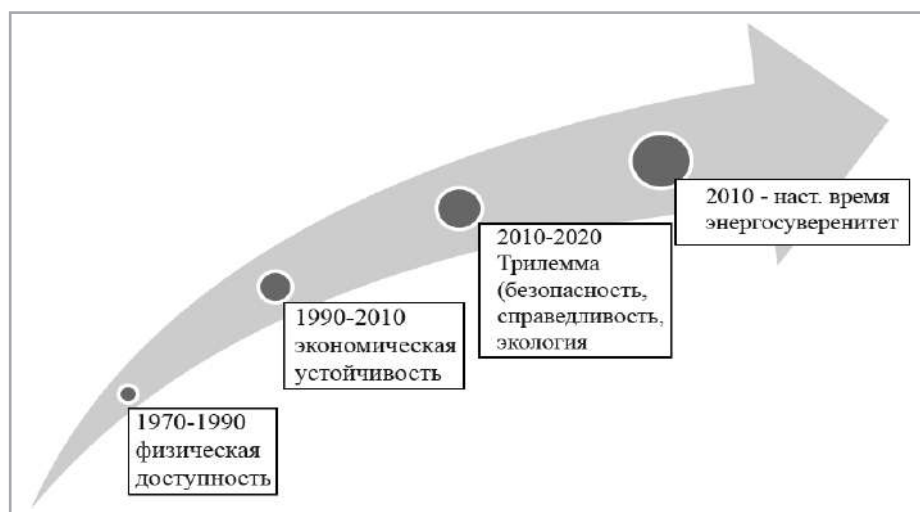 1970-1990
физическая
доступность
1990-2010
экономическая
устойчивость
2010-2020
Трилемма
(безопасность,
справедливость,
экология
2010 - наст. время
энергосуверенитет